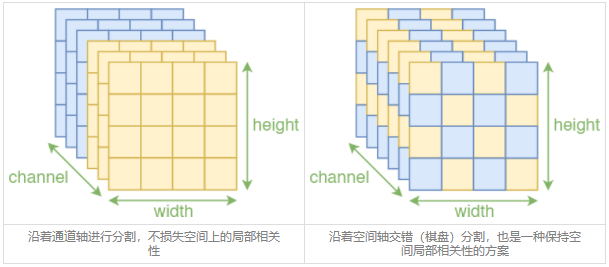 height
channel
width
沿着通道轴进行分割，不损失空间上的局部相关
性
height
channel
width
沿着空间轴交错（棋盘）分割，也是一种保持空
间局部相关性的方案